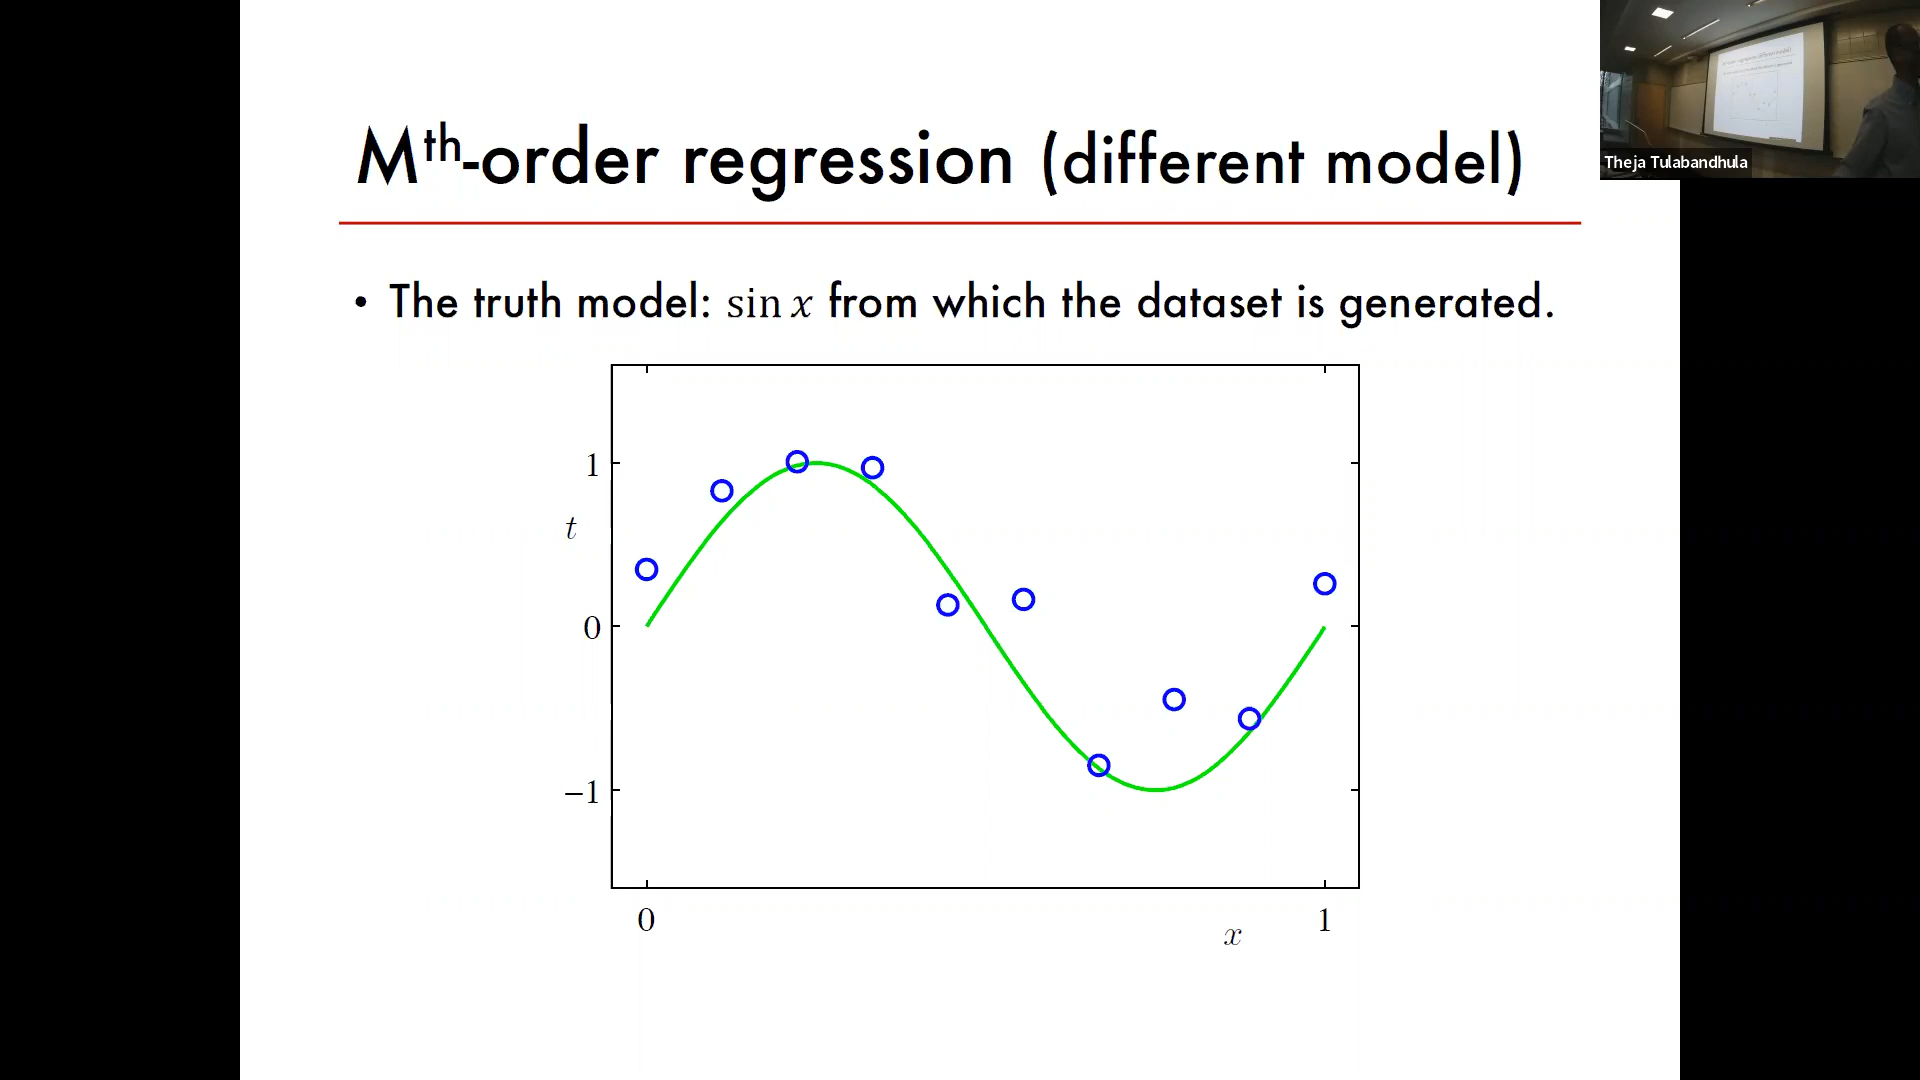 Mth-order regression (different model)
Theja Tulabandhula
• The truth model: sin x from which the dataset is generated.
1
t
0
−1
0
1
x